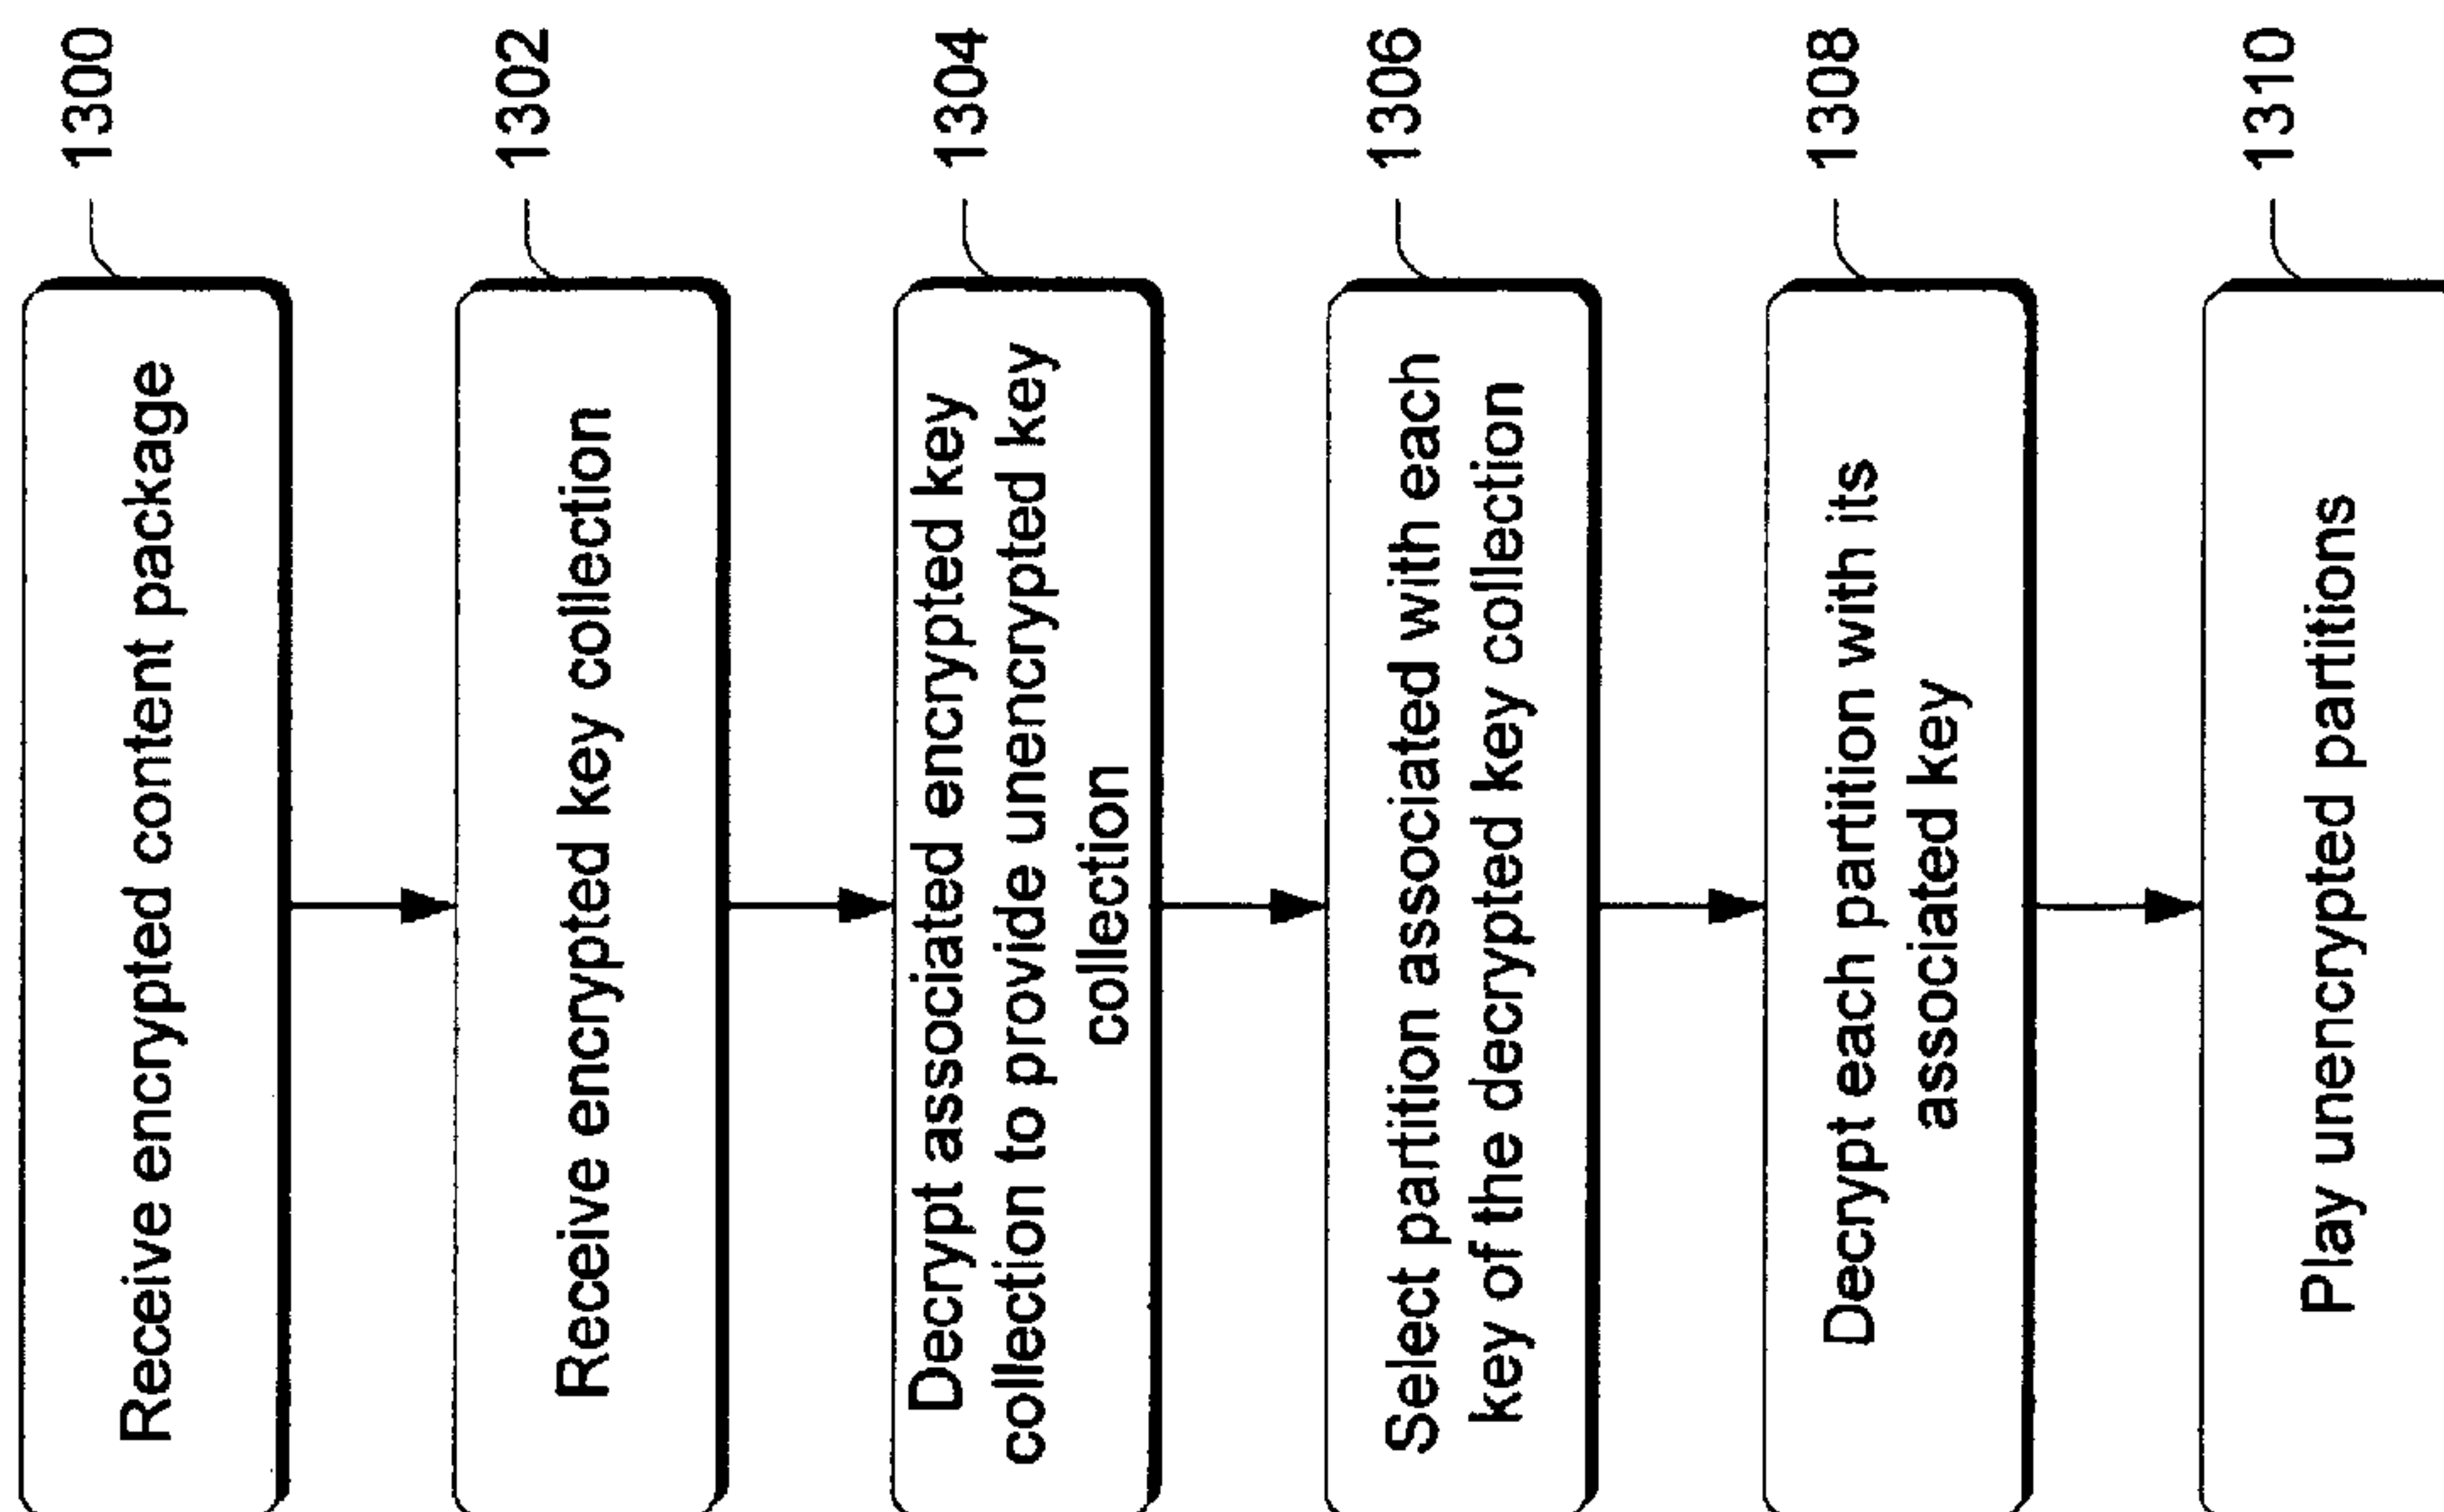 1300
Receive encrypted content package
1302
Receive encrypted key collection
1304
Decrypt associated encrypted key
collection to provide unencrypted key
collection
1306
Select partition associated with each
key of the decrypted key collection
1308
Decrypt each partition with its
associated key
1310
Play unencrypted partitions